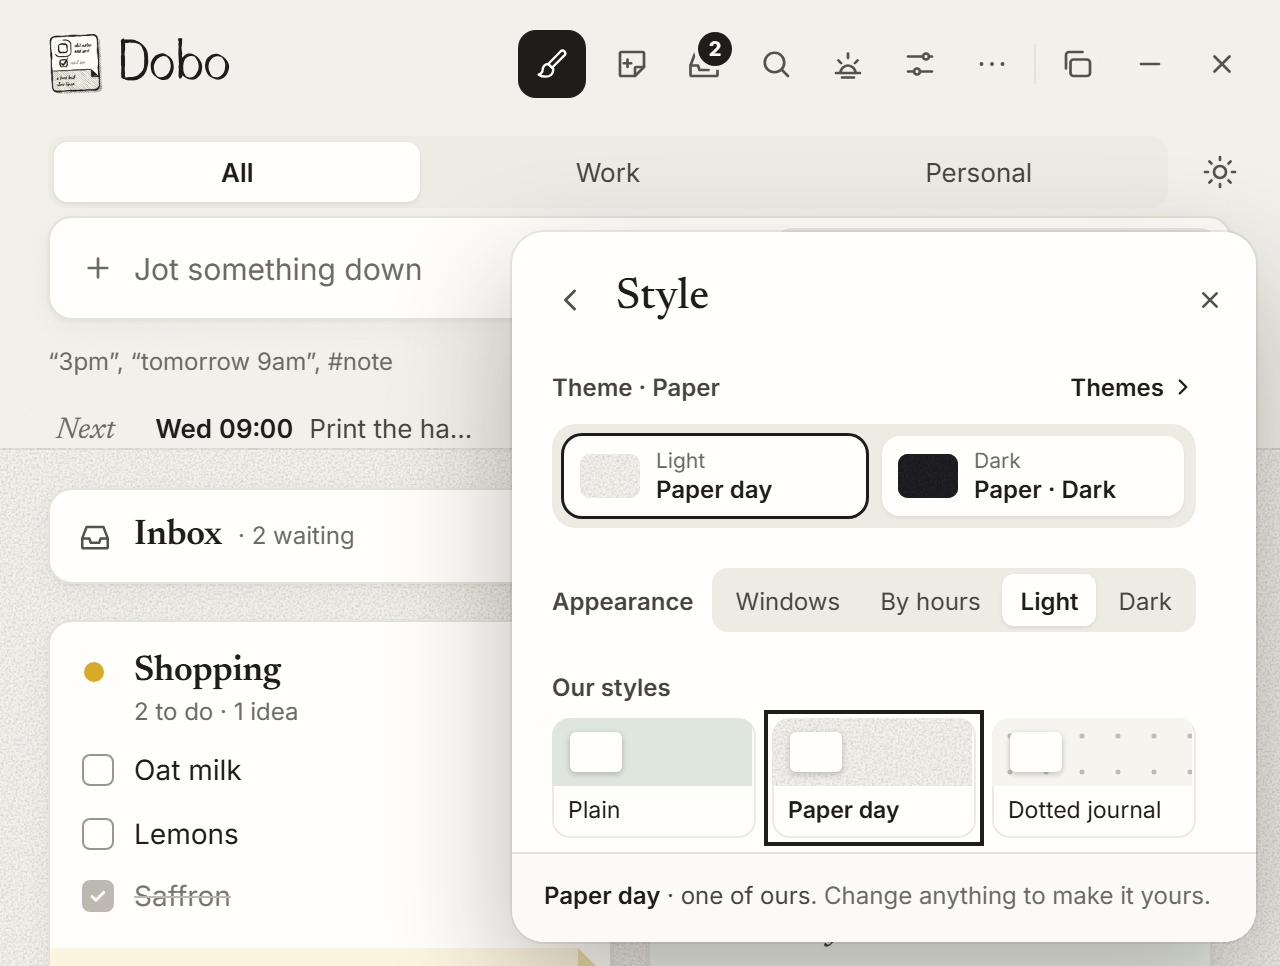 Dobo
2
All
Work
Personal
Jot something down
“3pm”, “tomorrow 9am”, #note
Next Wed 09:00 Print the ha...
Inbox · 2 waiting
Shopping
2 to do · 1 idea
Oat milk
Lemons
Saffron
Style
Theme · Paper
Themes
Light
Paper day
Dark
Paper · Dark
Appearance
Windows
By hours
Light
Dark
Our styles
Plain
Paper day
Dotted journal
Paper day · one of ours. Change anything to make it yours.